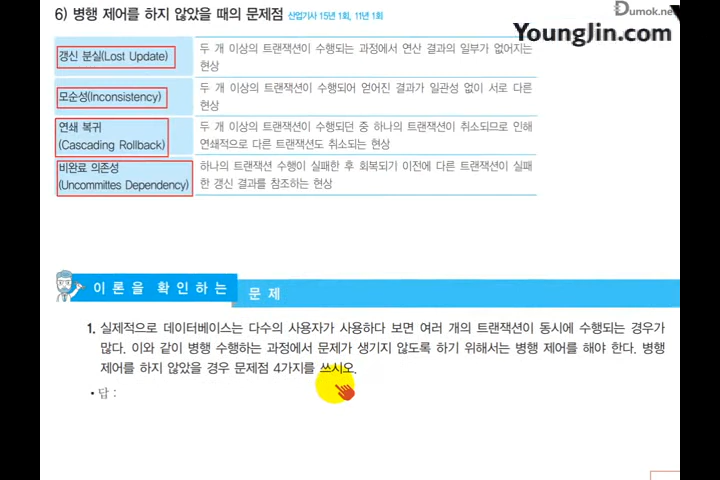 6) 병행 제어를 하지 않았을 때의 문제점 산업기사 15년 1회, 11년 1회
Dumok.ne
YoungJin.com
갱신 분실(Lost Update)
두 개 이상의 트랜잭션이 수행되는 과정에서 연산 결과의 일부가 없어지는
현상
모순성(Inconsistency)
두 개 이상의 트랜잭션이 수행되어 얻어진 결과가 일관성 없이 서로 다른
현상
연쇄 복귀
(Cascading Rollback)
두 개 이상의 트랜잭션이 수행되던 중 하나의 트랜잭션이 취소되므로 인해
연쇄적으로 다른 트랜잭션도 취소되는 현상
비완료 의존성
(Uncommittes Dependency)
하나의 트랜잭션 수행이 실패한 후 회복되기 이전에 다른 트랜잭션이 실패
한 갱신 결과를 참조하는 현상
이론을 확인하는 문제
1. 실제적으로 데이터베이스는 다수의 사용자가 사용하다 보면 여러 개의 트랜잭션이 동시에 수행되는 경우가
많다. 이와 같이 병행 수행하는 과정에서 문제가 생기지 않도록 하기 위해서는 병행 제어를 해야 한다. 병행
제어를 하지 않았을 경우 문제점 4가지를 쓰시오.
• 답 :